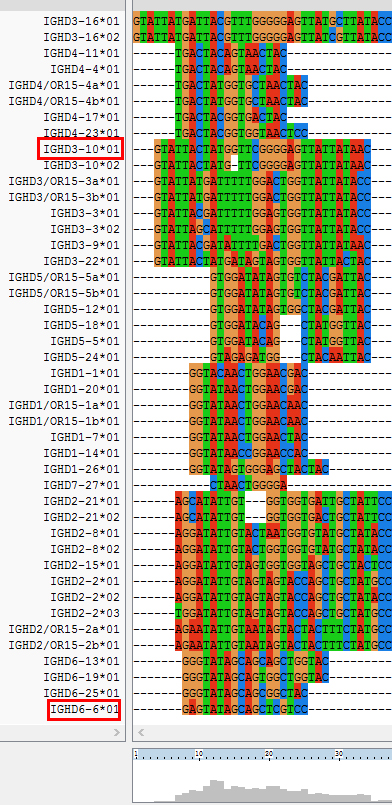 IGHD3-16*01 GTATTATGATTACGTTTGGGGGAGTTATGCTTATACC
IGHD3-16*02 GTATTATGATTACGTTTGGGGGAGTTATCGTTATACC
IGHD4-11*01 ------TGACTACAGTAACTAC---------------
IGHD4-4*01 ------TGACTACAGTAACTAC---------------
IGHD4/OR15-4a*01 ------TGACTATGGTGCTAACTAC------------
IGHD4/OR15-4b*01 ------TGACTATGGTGCTAACTAC------------
IGHD4-17*01 ------TGACTACGGTGACTAC---------------
IGHD4-23*01 ------TGACTACGGTGGTAACTCC------------
IGHD3-10*01 ---GTATTACTATGGTTCGGGGAGTTATTATAAC---
IGHD3-10*02 ---GTATTACTATG-TTCGGGGAGTTATTATAAC---
IGHD3/OR15-3a*01 ---GTATTATGATTTTTGGACTGGTTATTATACC---
IGHD3/OR15-3b*01 ---GTATTATGATTTTTGGACTGGTTATTATACC---
IGHD3-3*01 ---GTATTACGATTTTTGGAGTGGTTATTATACC---
IGHD3-3*02 ---GTATTAGCATTTTTGGAGTGGTTATTATACC---
IGHD3-9*01 ---GTATTACGATATTTTGACTGGTTATTATAAC---
IGHD3-22*01 ---GTATTACTATGATAGTAGTGGTTATTACTAC---
IGHD5/OR15-5a*01 -----------GTGGATATAGTGTCTACGATTAC---
IGHD5/OR15-5b*01 -----------GTGGATATAGTGTCTACGATTAC---
IGHD5-12*01 -----------GTGGATATAGTGGCTACGATTAC---
IGHD5-18*01 -----------GTGGATACAG---CTATGGTTAC---
IGHD5-5*01 -----------GTGGATACAG---CTATGGTTAC---
IGHD5-24*01 -----------GTAGAGATGG---CTACAATTAC---
IGHD1-1*01 --------GGTACAACTGGAACGAC------------
IGHD1-20*01 --------GGTATAACTGGAACGAC------------
IGHD1/OR15-1a*01 --------GGTATAACTGGAACAAC------------
IGHD1/OR15-1b*01 --------GGTATAACTGGAACAAC------------
IGHD1-7*01 --------GGTATAACTGGAACTAC------------
IGHD1-14*01 --------GGTATAACCGGAACCAC------------
IGHD1-26*01 --------GGTATAGTGGGAGCTACTAC---------
IGHD7-27*01 -----------CTAACTGGGGA---------------
IGHD2-21*01 ------AGCATATTGT---GGTGGTGATTGCTATTCC
IGHD2-21*02 ------AGCATATTGT---GGTGGTGACTGCTATTCC
IGHD2-8*01 ------AGGATATTGTACTAATGGTGTATGCTATACC
IGHD2-8*02 ------AGGATATTGTACTGGTGGTGTATGCTATACC
IGHD2-15*01 ------AGGATATTGTAGTGGTGGTAGCTGCTACTCC
IGHD2-2*01 ------AGGATATTGTAGTAGTACCAGCTGCTATGCC
IGHD2-2*02 ------AGGATATTGTAGTAGTACCAGCTGCTATGCC
IGHD2-2*03 ------TGGATATTGTAGTAGTACCAGCTGCTATGCC
IGHD2/OR15-2a*01 ------AGAATATTGTAATAGTACTACTTTCTATGCC
IGHD2/OR15-2b*01 ------AGAATATTGTAATAGTACTACTTTCTATGCC
IGHD6-13*01 -------GGGTATAGCAGCAGCTGGTAC---------
IGHD6-19*01 -------GGGTATAGCAGTGGCTGGTAC---------
IGHD6-25*01 -------GGGTATAGCAGCGGCTAC------------
IGHD6-6*01 -------GAGTATAGCAGCTCGTCC------------
1 10 20 30